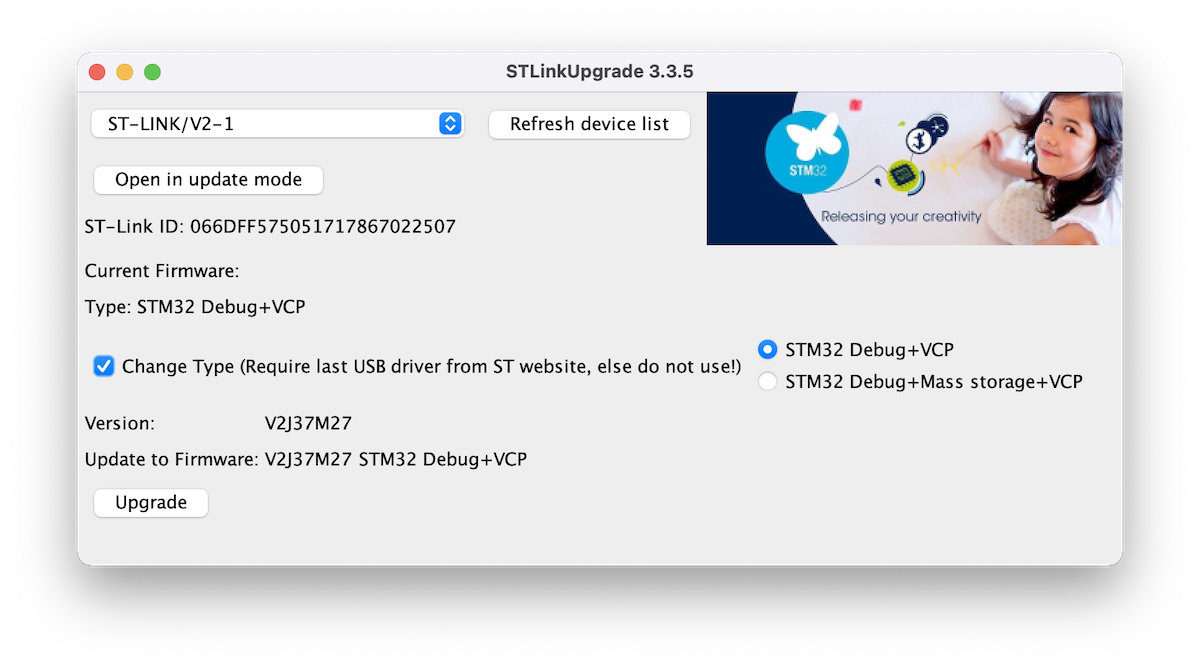 STLinkUpgrade 3.3.5
ST-LINK/V2-1
Refresh device list
Open in update mode
STM32
Releasing your creativity
ST-Link ID: 066DFF575051717867022507
Current Firmware:
Type: STM32 Debug+VCP
Change Type (Require last USB driver from ST website, else do not use!)
STM32 Debug+VCP
STM32 Debug+Mass storage+VCP
Version: V2J37M27
Update to Firmware: V2J37M27 STM32 Debug+VCP
Upgrade